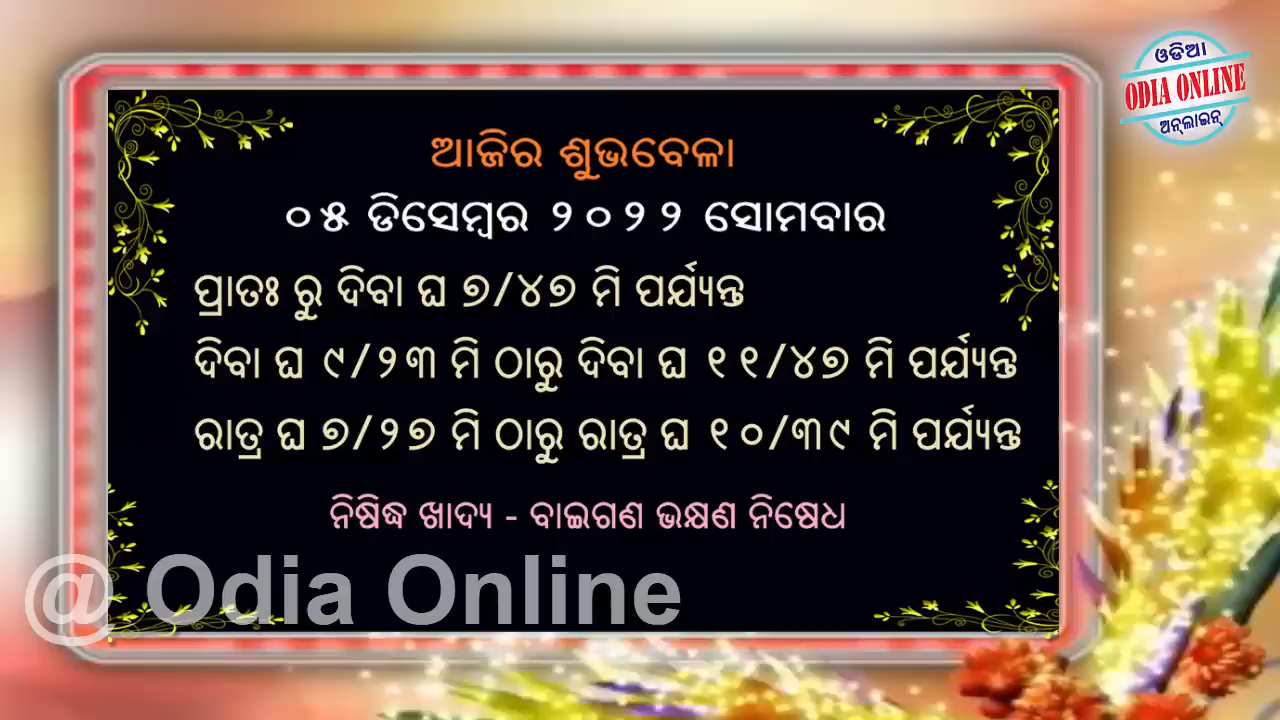 ଓଡିଆ
ODIA ONLINE
ଅନ୍‌ଲାଇନ୍
ଆଜିର ଶୁଭବେଳା
୦୫ ଡିସେମ୍ବର ୨୦୨୨ ସୋମବାର
ପ୍ରାତଃ ରୁ ଦିବା ଘ ୭/୪୭ ମି ପର୍ଯ୍ୟନ୍ତ
ଦିବା ଘ ୯/୨୩ ମି ଠାରୁ ଦିବା ଘ ୧୧/୪୭ ମି ପର୍ଯ୍ୟନ୍ତ
ରାତ୍ର ଘ ୭/୨୭ ମି ଠାରୁ ରାତ୍ର ଘ ୧୦/୩୯ ମି ପର୍ଯ୍ୟନ୍ତ
ନିଷିଦ୍ଧ ଖାଦ୍ୟ - ବାଇଗଣ ଭକ୍ଷଣ ନିଷେଧ
@ Odia Online